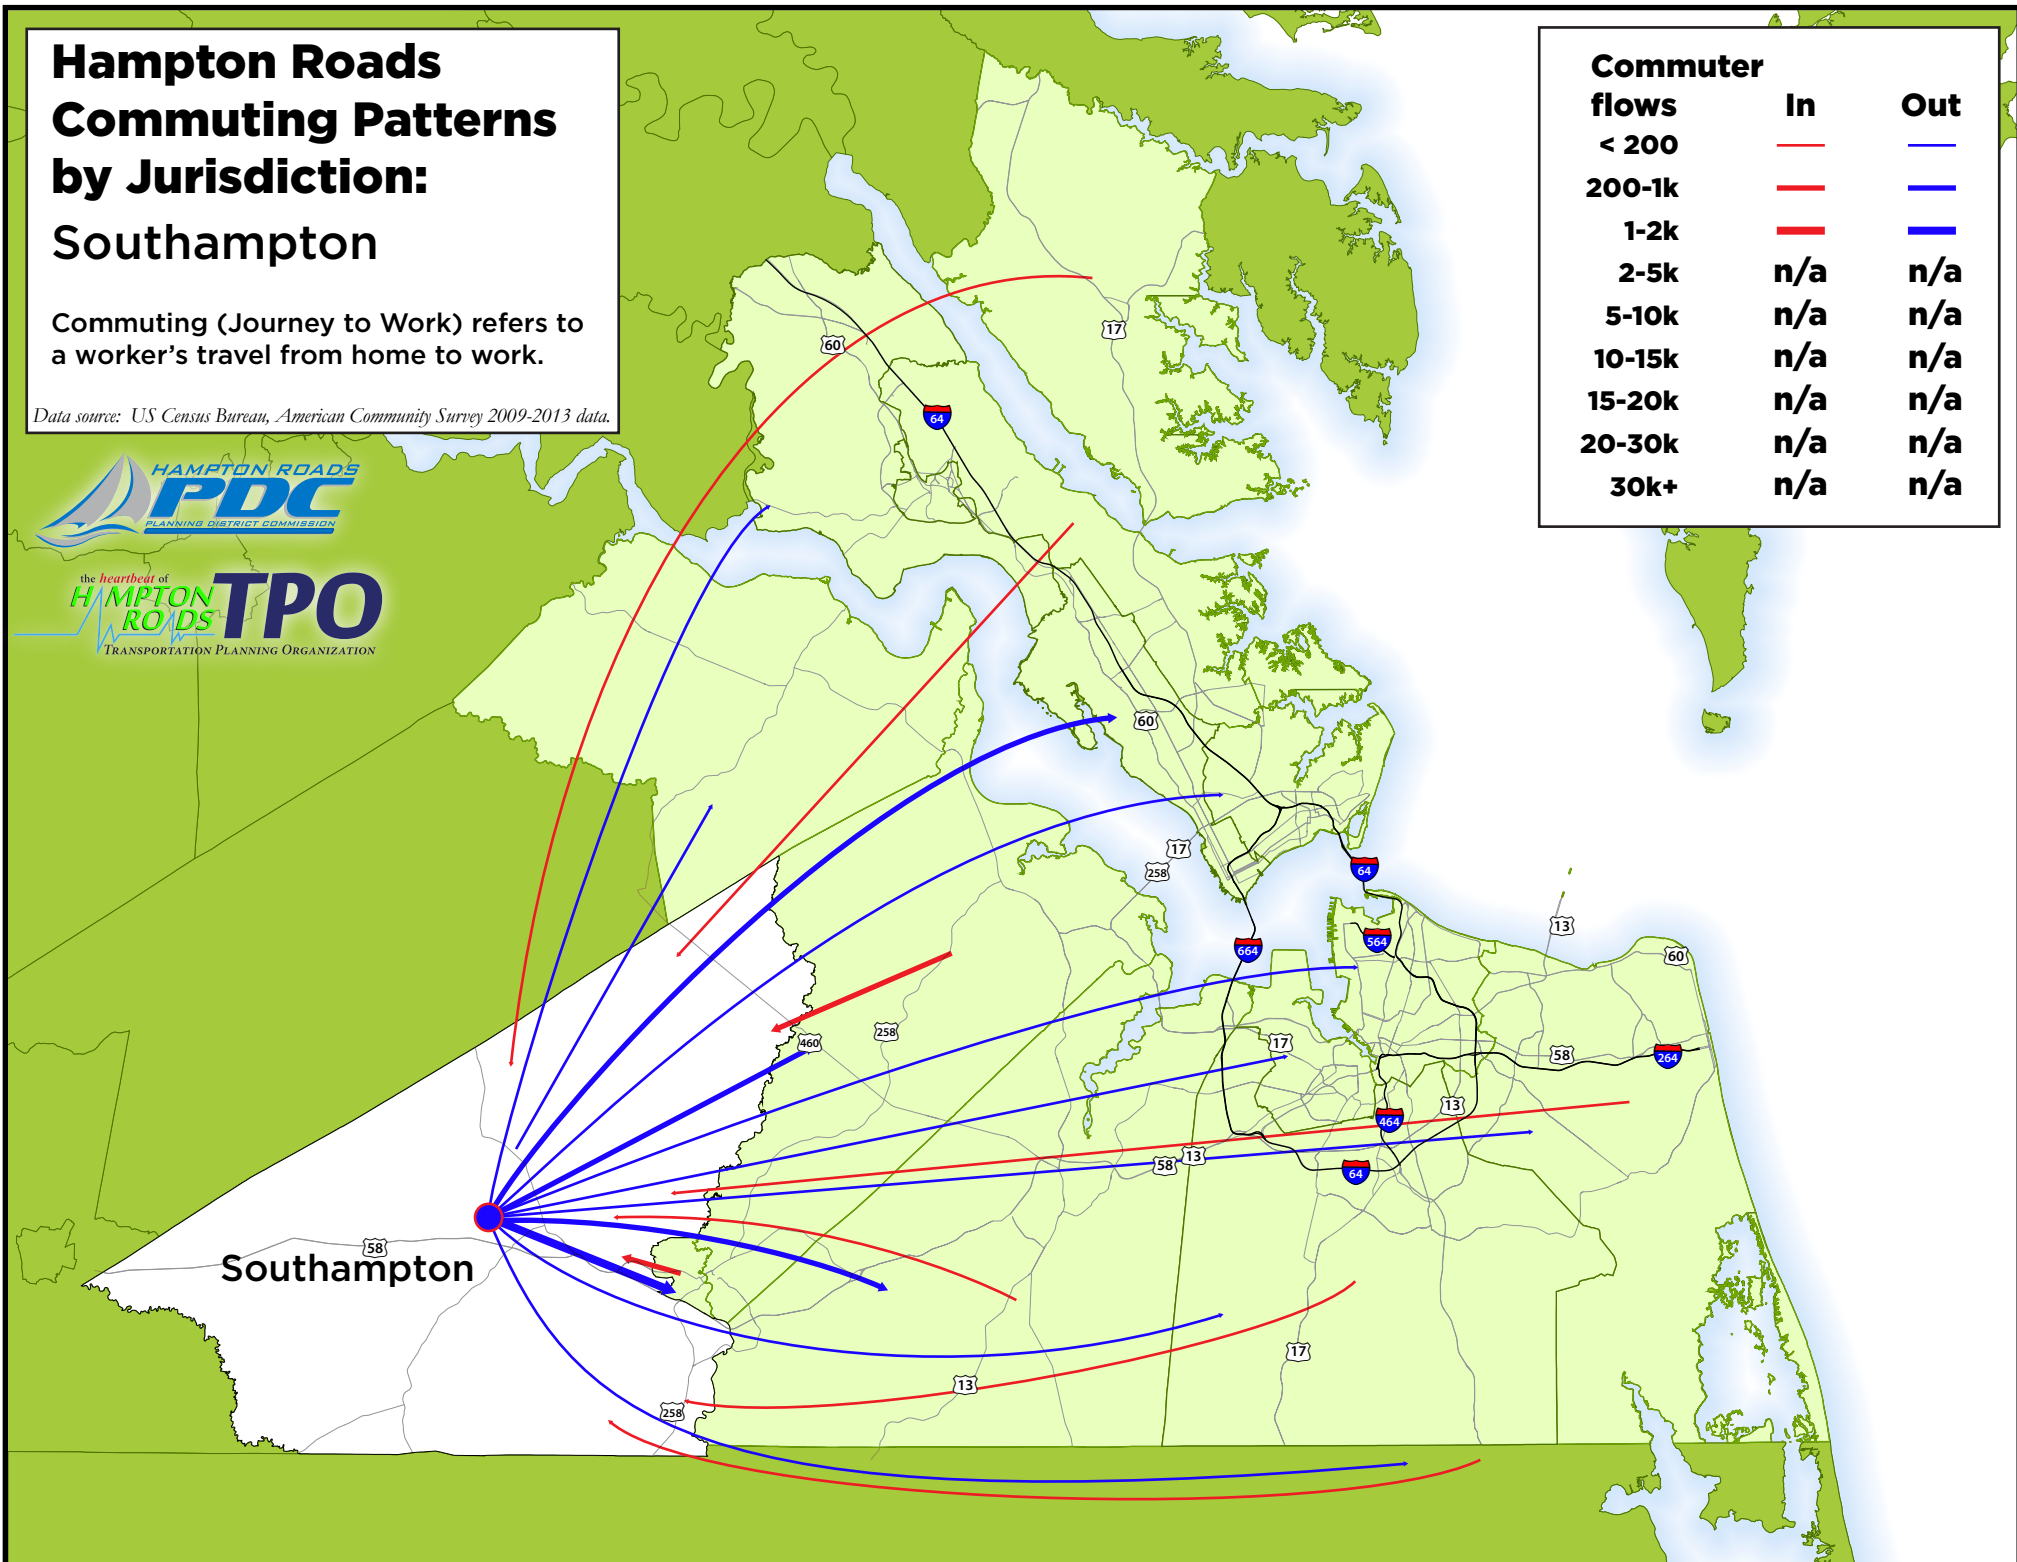 Hampton Roads
Commuting Patterns
by Jurisdiction:
Southampton
Commuting (Journey to Work) refers to
a worker's travel from home to work.
Data source: US Census Bureau, American Community Survey 2009-2013 data.
HAMPTON ROADS
PDC
PLANNING DISTRICT COMMISSION
the heartbeat of
HAMPTON
ROADS
TPO
TRANSPORTATION PLANNING ORGANIZATION
Commuter
flows In Out
< 200
200-1k
1-2k
2-5k n/a n/a
5-10k n/a n/a
10-15k n/a n/a
15-20k n/a n/a
20-30k n/a n/a
30k+ n/a n/a
17
60
64
60
17
258
64
13
564
664
60
258
460
17
58
264
13
464
13
58
64
Southampton
58
17
13
258